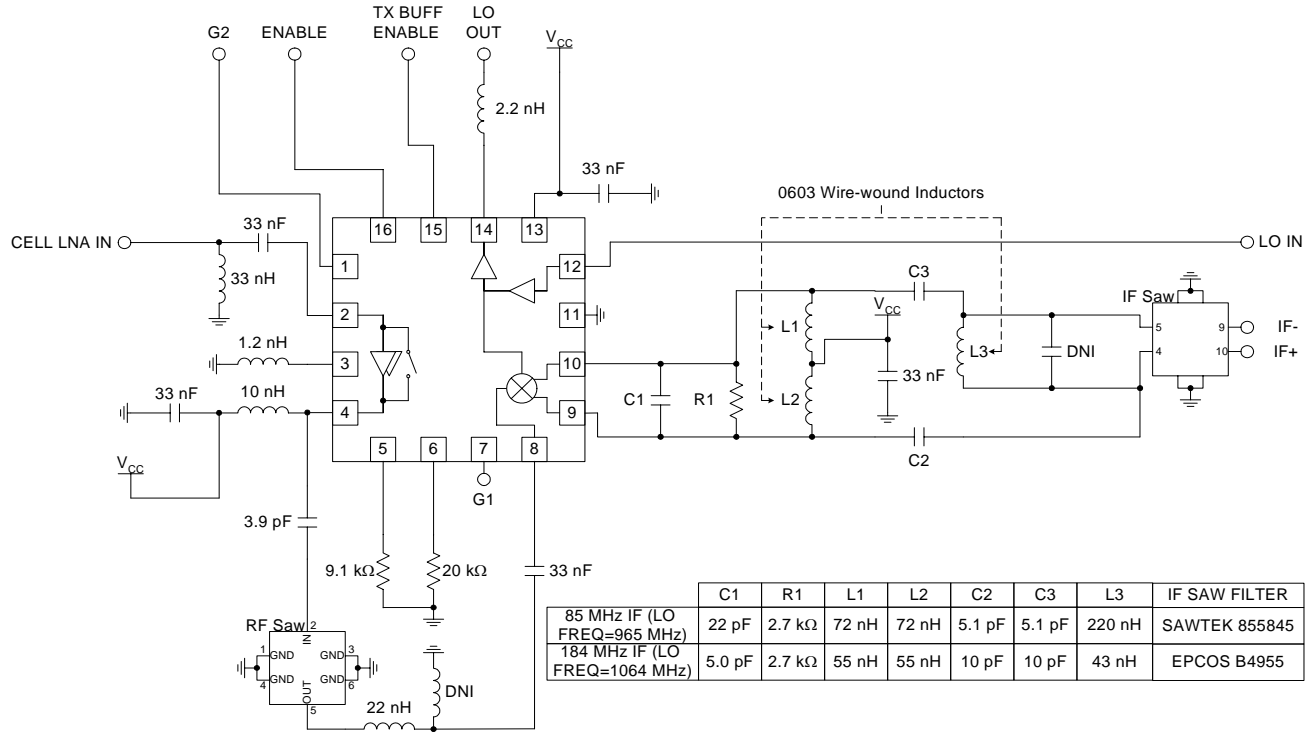 G2
ENABLE
TX BUFF
ENABLE
LO
OUT
VCC
2.2 nH
33 nF
0603 Wire-wound Inductors
16
15
14
13
CELL LNA IN
33 nF
33 nH
1
2
3
4
12
11
10
9
LO IN
1.2 nH
33 nF
10 nH
VCC
C3
VCC
L1
L2
33 nF
L3
DNI
IF Saw
5
4
9
10
IF-
IF+
C1
R1
C2
5
6
7
8
G1
3.9 pF
9.1 kΩ
20 kΩ
33 nF
RF Saw
2
IN
1
GND
GND
3
4
GND
GND
6
OUT
5
22 nH
DNI
C1 R1 L1 L2 C2 C3 L3 IF SAW FILTER
85 MHz IF (LO
FREQ=965 MHz)
22 pF 2.7 kΩ 72 nH 72 nH 5.1 pF 5.1 pF 220 nH SAWTEK 855845
184 MHz IF (LO
FREQ=1064 MHz)
5.0 pF 2.7 kΩ 55 nH 55 nH 10 pF 10 pF 43 nH EPCOS B4955